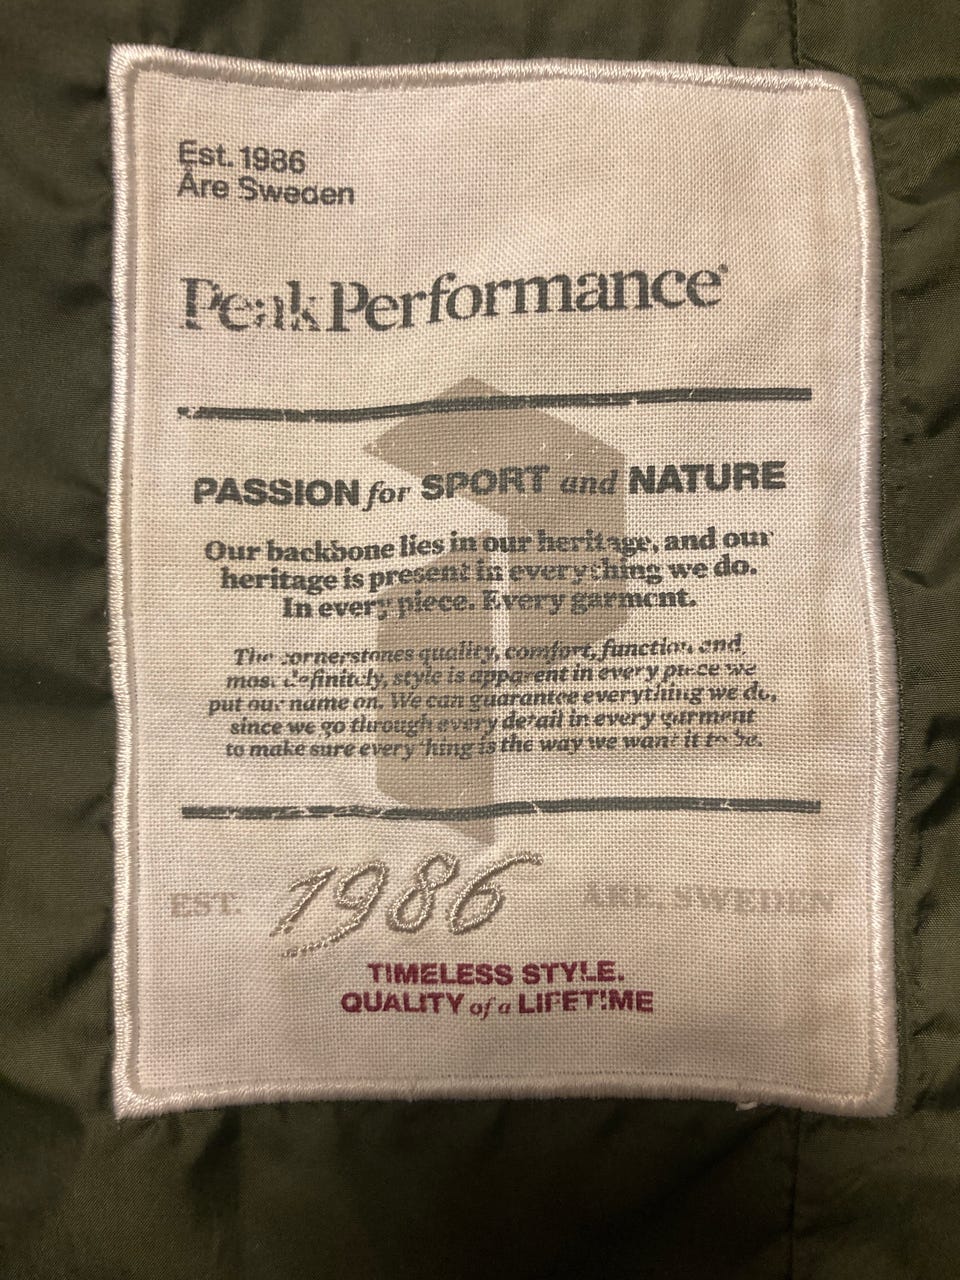 Est. 1986
Åre Sweden
Peak Performance®
PASSION for SPORT and NATURE
Our backbone lies in our heritage, and our
heritage is present in everything we do.
In every piece. Every garment.
The cornerstones quality, comfort, function and
most definitely, style is apparent in every piece we
put our name on. We can guarantee everything we do,
since we go through every detail in every garment
to make sure everything is the way we want it to be.
EST. 1986 ÅRE, SWEDEN
TIMELESS STYLE.
QUALITY of a LIFETIME